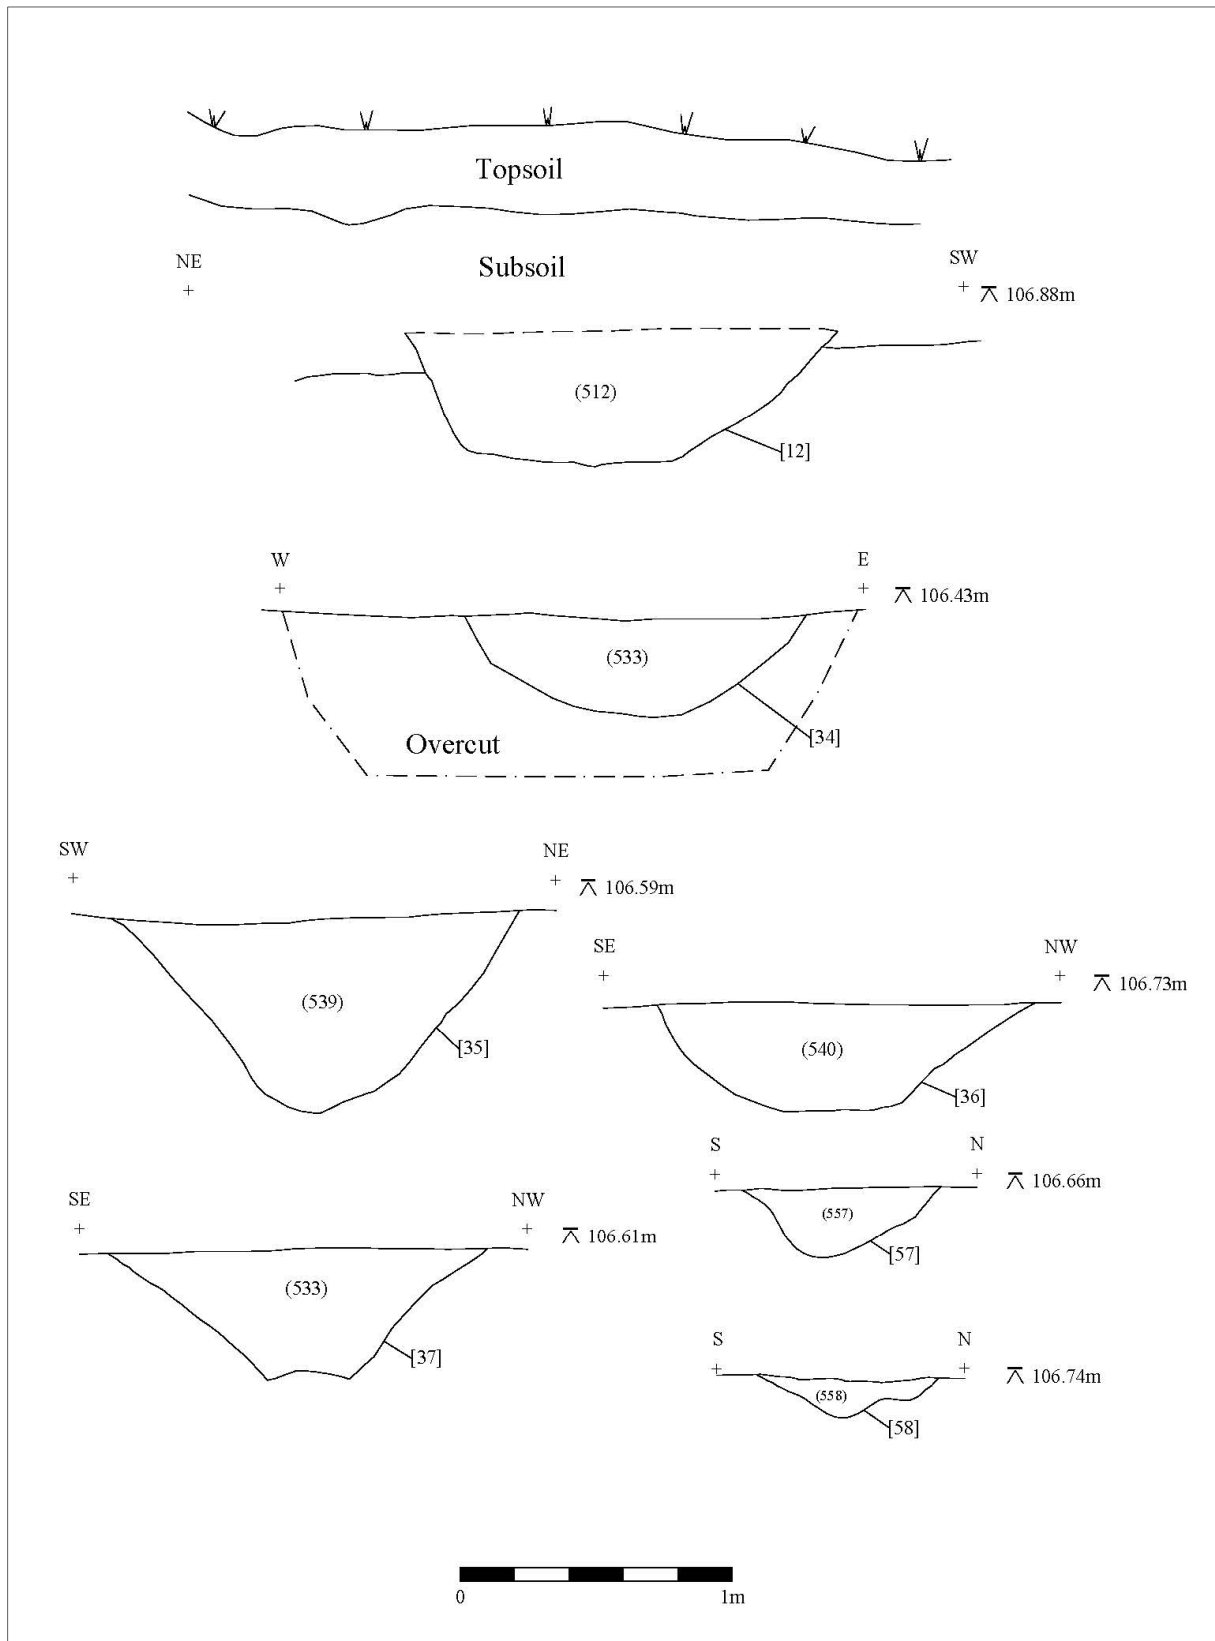 Topsoil
NE
Subsoil
SW
106.88m
(512)
[12]
W
E
106.43m
(533)
[34]
Overcut
SW
NE
106.59m
(539)
[35]
SE
NW
106.73m
(540)
[36]
S
N
106.66m
(557)
[57]
SE
NW
106.61m
(533)
[37]
S
N
106.74m
(558)
[58]
0 1m